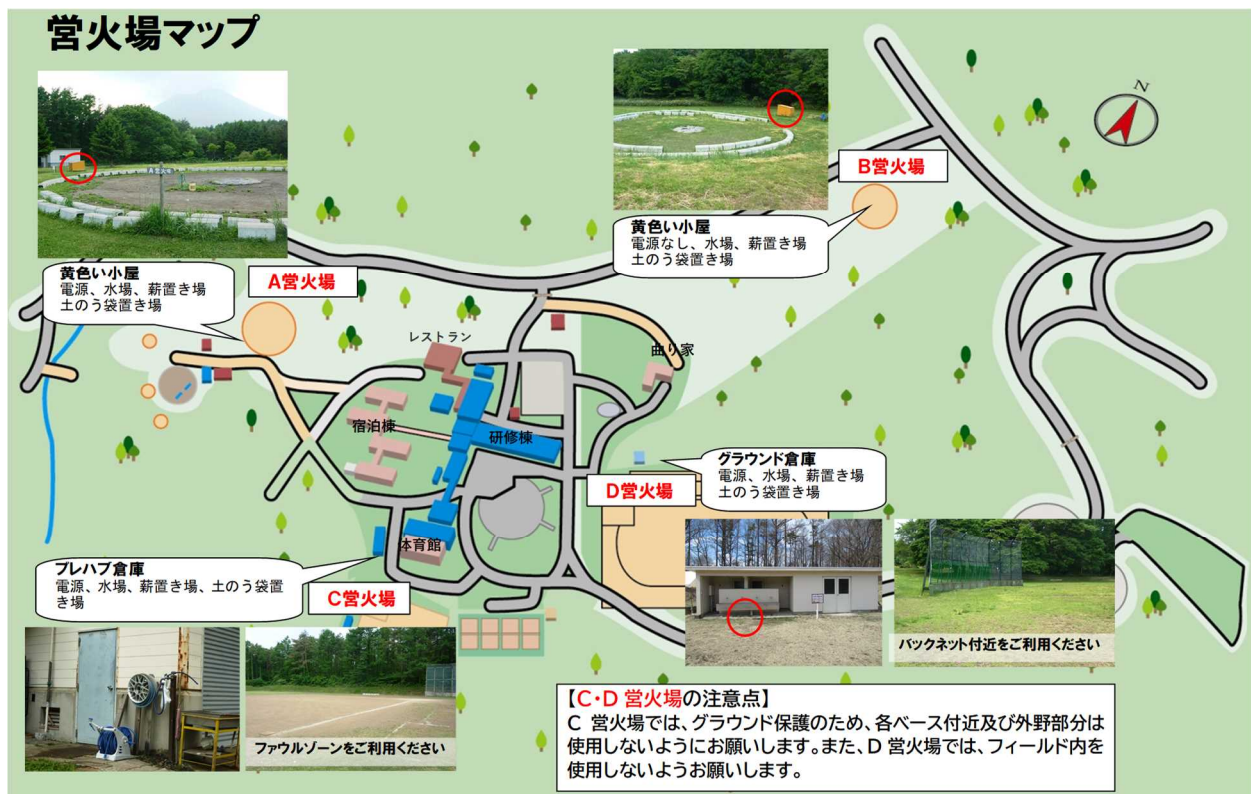 営火場マップ
N
B営火場
黄色い小屋
電源なし、水場、薪置き場
土のう袋置き場
黄色い小屋
電源、水場、薪置き場
土のう袋置き場
A営火場
レストラン
曲り家
宿泊棟
研修棟
グラウンド倉庫
電源、水場、薪置き場
土のう袋置き場
D営火場
体育館
プレハブ倉庫
電源、水場、薪置き場、土のう袋置
き場
C営火場
ファウルゾーンをご利用ください
バックネット付近をご利用ください
【C・D 営火場の注意点】
C 営火場では、グラウンド保護のため、各ベース付近及び外野部分は
使用しないようにお願いします。また、D 営火場では、フィールド内を
使用しないようお願いします。